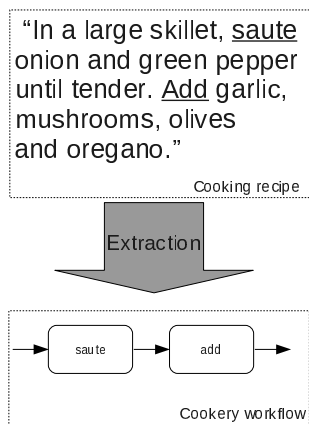 “In a large skillet, saute
onion and green pepper
until tender. Add garlic,
mushrooms, olives
and oregano.”
Cooking recipe
Extraction
saute
add
Cookery workflow